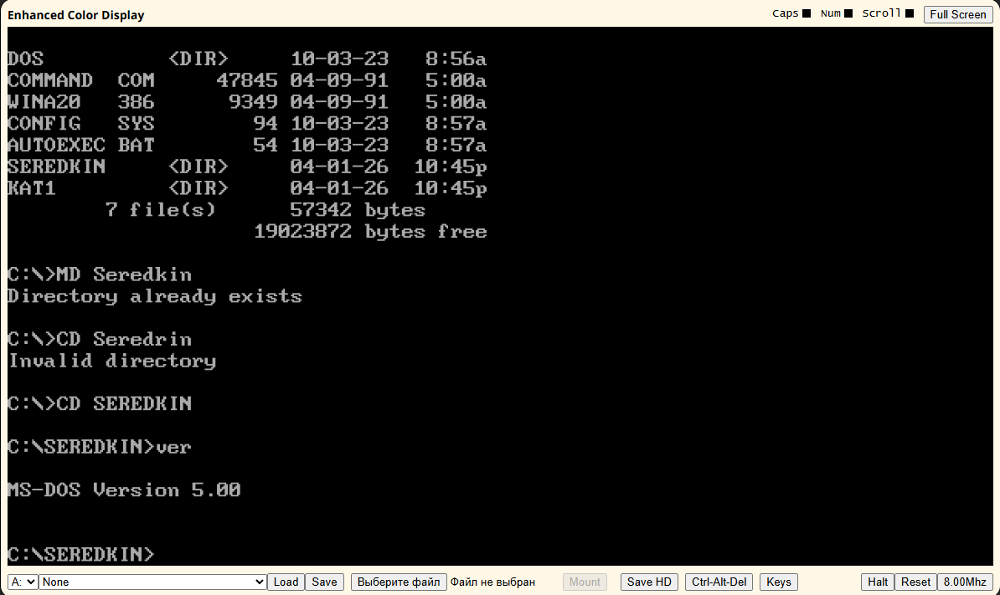 Enhanced Color Display Caps Num Scroll Full Screen
DOS <DIR> 10-03-23 8:56a
COMMAND COM 47845 04-09-91 5:00a
WINA20 386 9349 04-09-91 5:00a
CONFIG SYS 94 10-03-23 8:57a
AUTOEXEC BAT 54 10-03-23 8:57a
SEREDKIN <DIR> 04-01-26 10:45p
KAT1 <DIR> 04-01-26 10:45p
7 file(s) 57342 bytes
19023872 bytes free
C:\>MD Seredkin
Directory already exists
C:\>CD Seredrin
Invalid directory
C:\>CD SEREDKIN
C:\SEREDKIN>ver
MS-DOS Version 5.00
C:\SEREDKIN>
A: None Load Save Выберите файл Файл не выбран Mount Save HD Ctrl-Alt-Del Keys Halt Reset 8.00Mhz